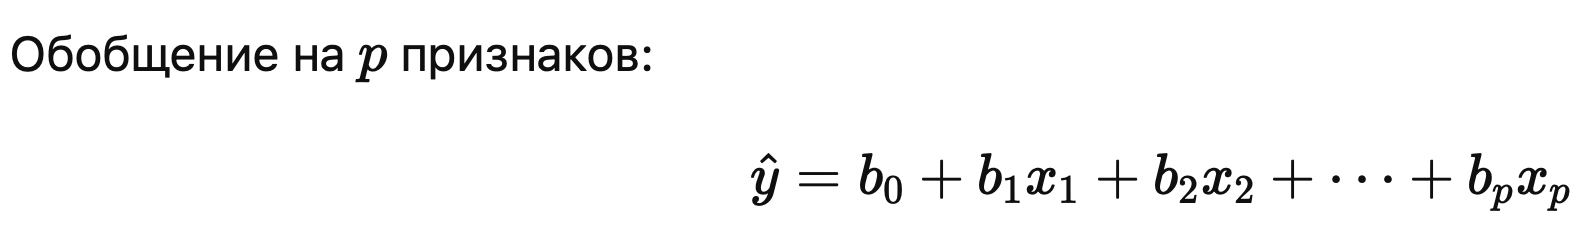 Обобщение на p признаков:
ŷ = b₀ + b₁x₁ + b₂x₂ + ⋯ + bₚxₚ